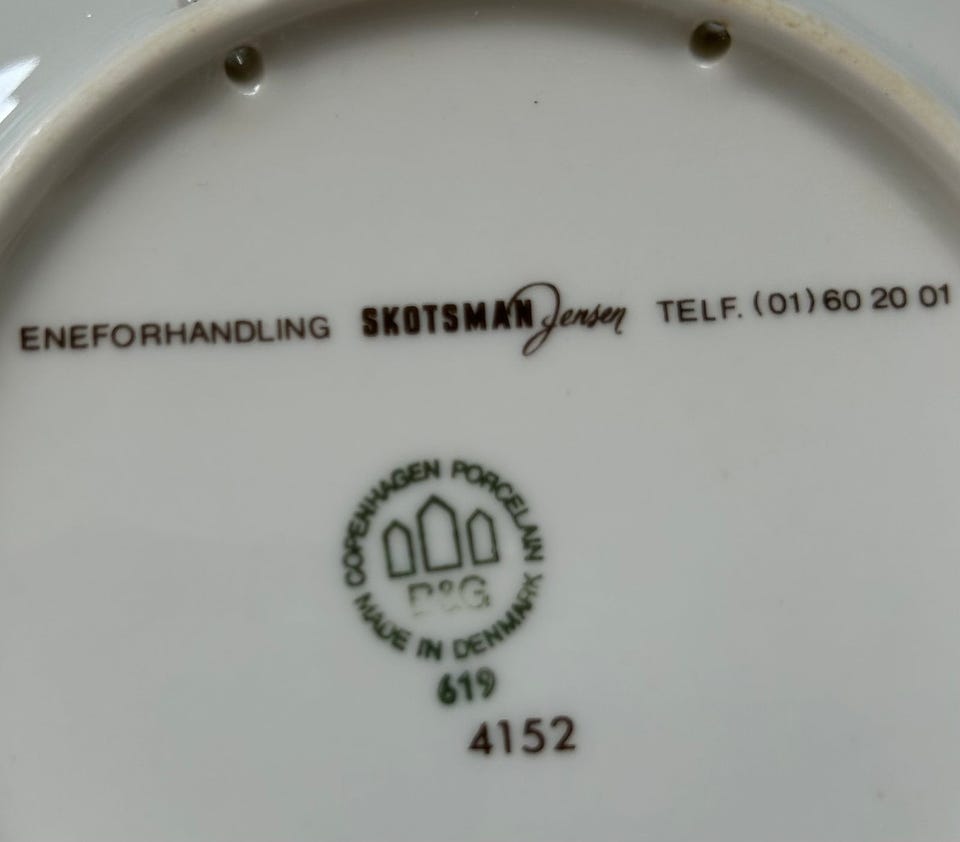 ENEFORHANDLING SKOTSMAN Jensen TELF. (01) 60 20 01
COPENHAGEN PORCELAIN
B&G
MADE IN DENMARK
619
4152